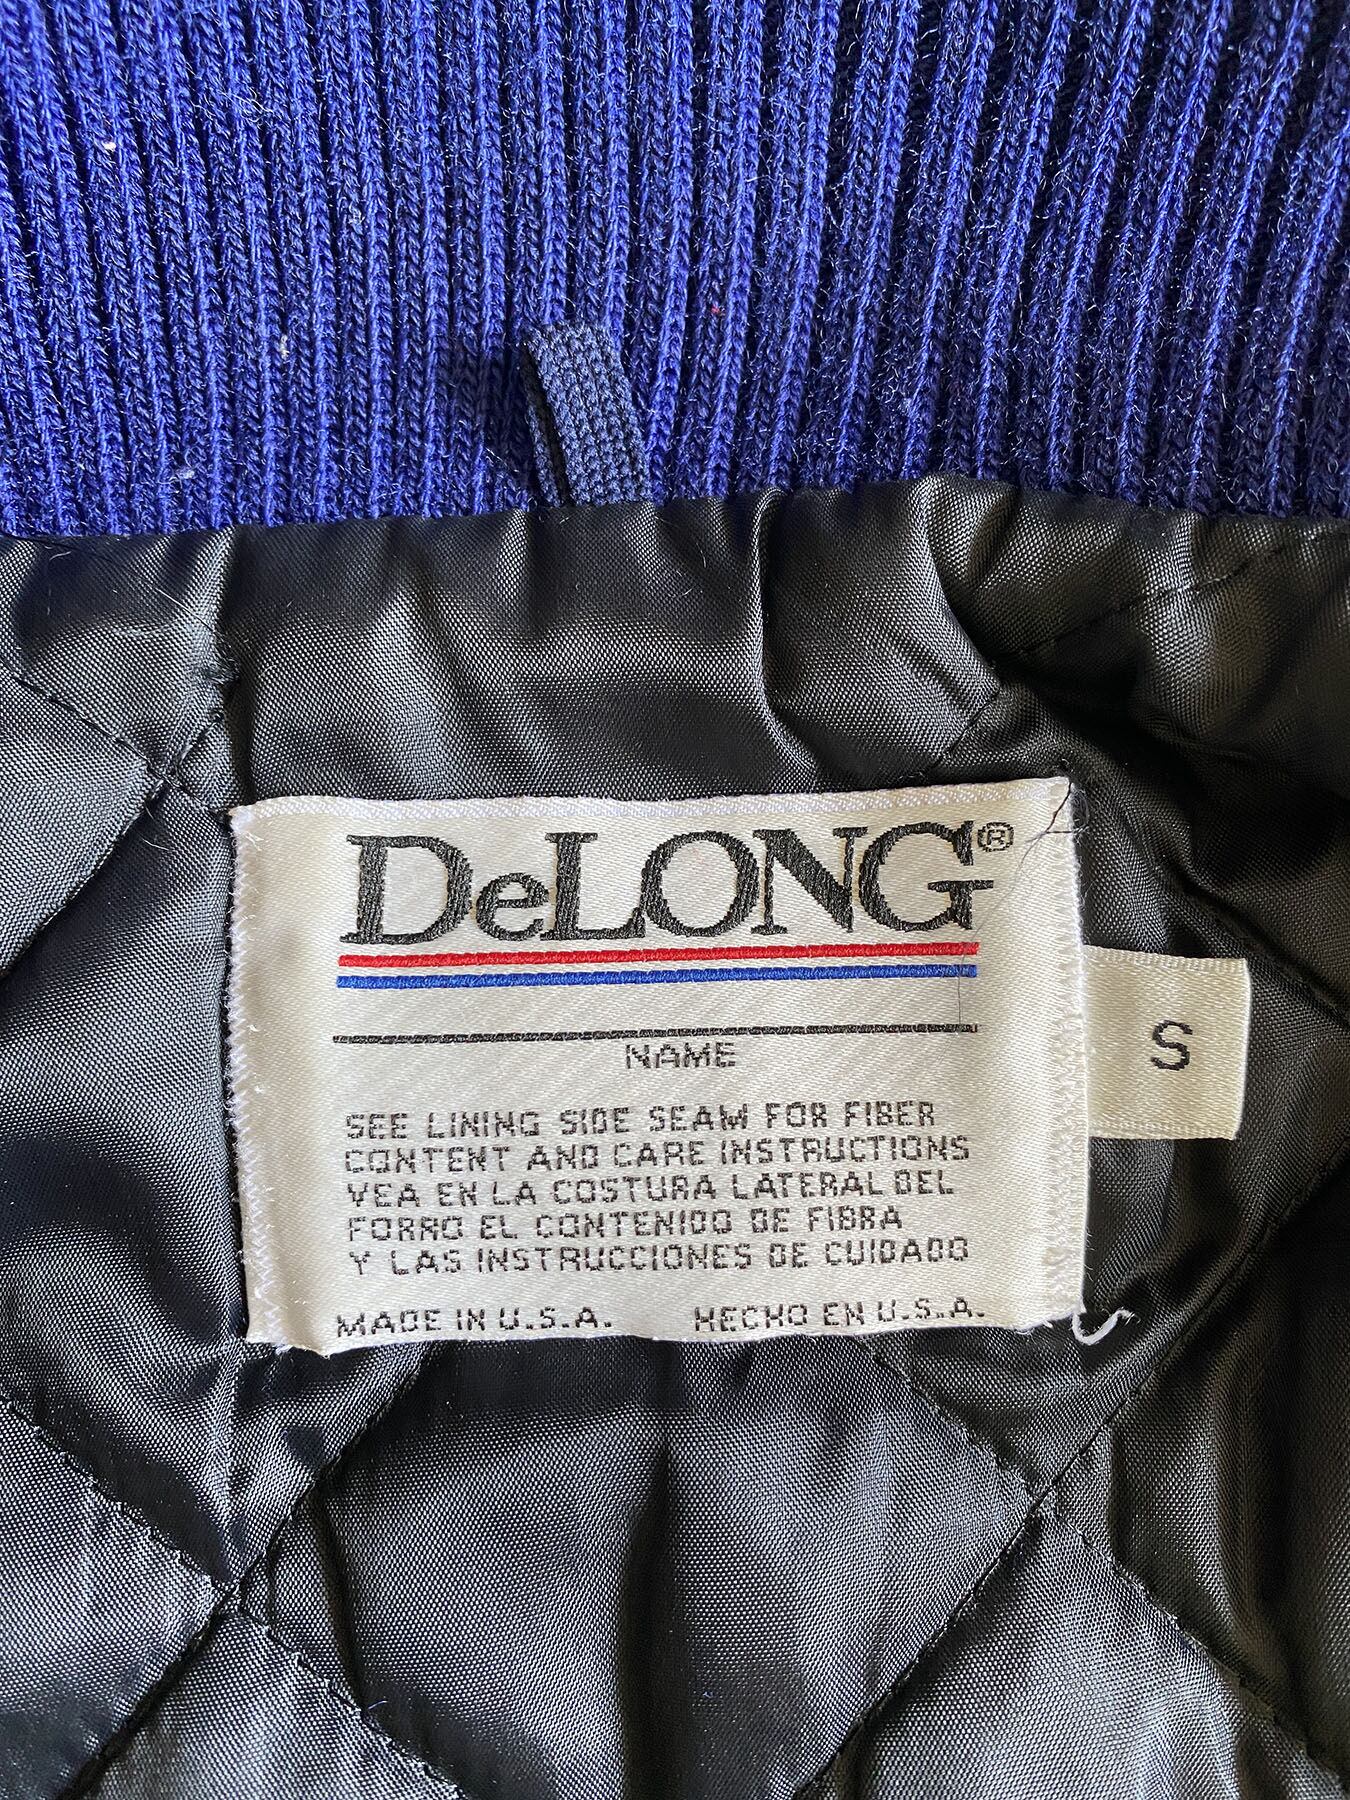 DeLONG®
NAME
S
SEE LINING SIDE SEAM FOR FIBER
CONTENT AND CARE INSTRUCTIONS
VEA EN LA COSTURA LATERAL DEL
FORRO EL CONTENIDO DE FIBRA
Y LAS INSTRUCCIONES DE CUIDADO
MADE IN U.S.A. HECHO EN U.S.A.